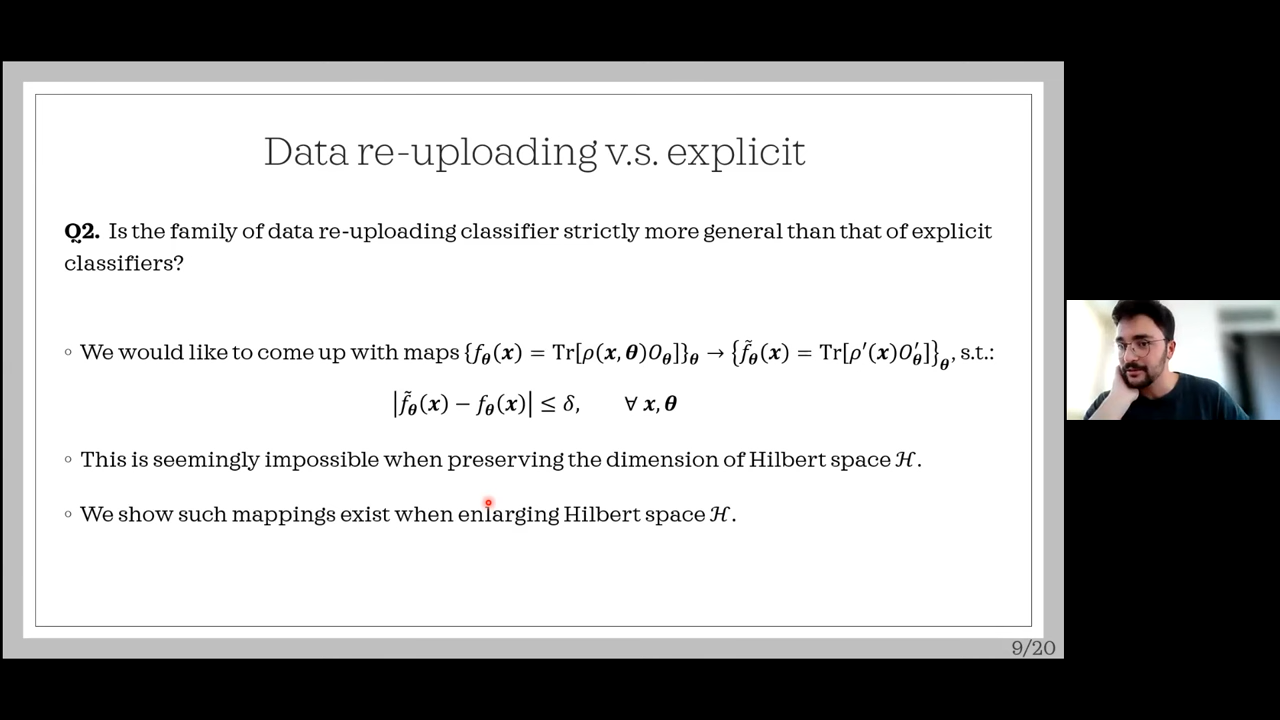 Data re-uploading v.s. explicit
Q2. Is the family of data re-uploading classifier strictly more general than that of explicit
classifiers?
◦ We would like to come up with maps {f_𝜽(𝒙) = Tr[ρ(𝒙, 𝜽)O_𝜽]}_𝜽 → {f̃_𝜽(𝒙) = Tr[ρ′(𝒙)O′_𝜽]}_𝜽, s.t.:
|f̃_𝜽(𝒙) − f_𝜽(𝒙)| ≤ δ, ∀ 𝒙, 𝜽
◦ This is seemingly impossible when preserving the dimension of Hilbert space ℋ.
◦ We show such mappings exist when enlarging Hilbert space ℋ.
9/20